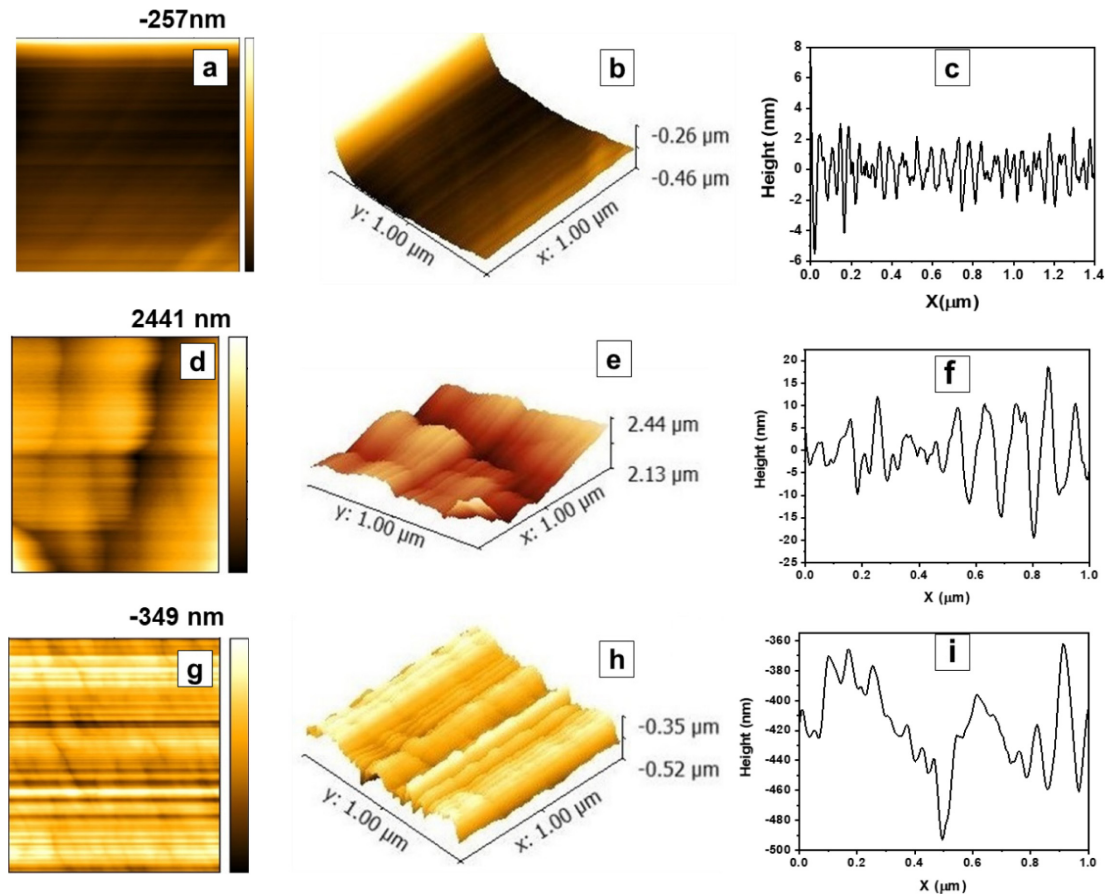 -257nm
a
b
-0.26 µm
-0.46 µm
y: 1.00 µm
x: 1.00 µm
c
Height (nm)
8
6
4
2
0
-2
-4
-6
0.0 0.2 0.4 0.6 0.8 1.0 1.2 1.4
X(µm)
2441 nm
d
e
2.44 µm
2.13 µm
y: 1.00 µm
x: 1.00 µm
f
Height (nm)
20
15
10
5
0
-5
-10
-15
-20
-25
0.0 0.2 0.4 0.6 0.8 1.0
X (µm)
-349 nm
g
h
-0.35 µm
-0.52 µm
y: 1.00 µm
x: 1.00 µm
i
Height (nm)
-360
-380
-400
-420
-440
-460
-480
-500
0.0 0.2 0.4 0.6 0.8 1.0
X (µm)